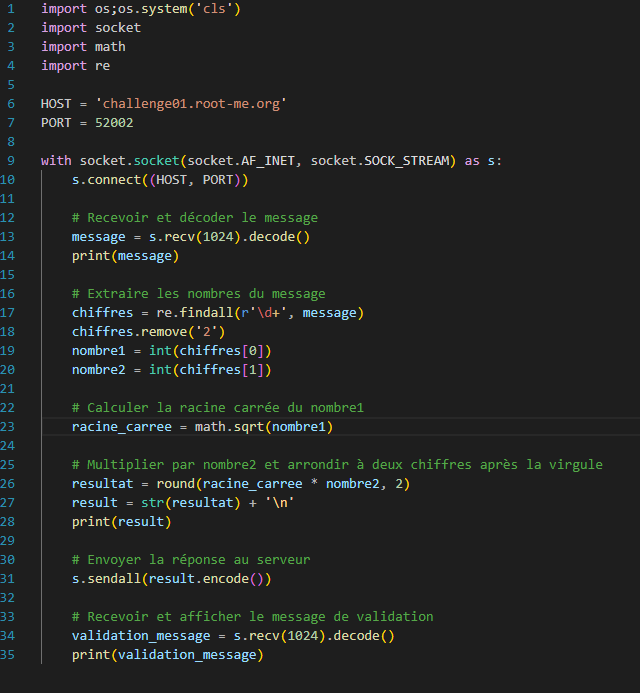 1 import os;os.system('cls')
2 import socket
3 import math
4 import re
5
6 HOST = 'challenge01.root-me.org'
7 PORT = 52002
8
9 with socket.socket(socket.AF_INET, socket.SOCK_STREAM) as s:
10     s.connect((HOST, PORT))
11
12     # Recevoir et décoder le message
13     message = s.recv(1024).decode()
14     print(message)
15
16     # Extraire les nombres du message
17     chiffres = re.findall(r'\d+', message)
18     chiffres.remove('2')
19     nombre1 = int(chiffres[0])
20     nombre2 = int(chiffres[1])
21
22     # Calculer la racine carrée du nombre1
23     racine_carree = math.sqrt(nombre1)
24
25     # Multiplier par nombre2 et arrondir à deux chiffres après la virgule
26     resultat = round(racine_carree * nombre2, 2)
27     result = str(resultat) + '\n'
28     print(result)
29
30     # Envoyer la réponse au serveur
31     s.sendall(result.encode())
32
33     # Recevoir et afficher le message de validation
34     validation_message = s.recv(1024).decode()
35     print(validation_message)